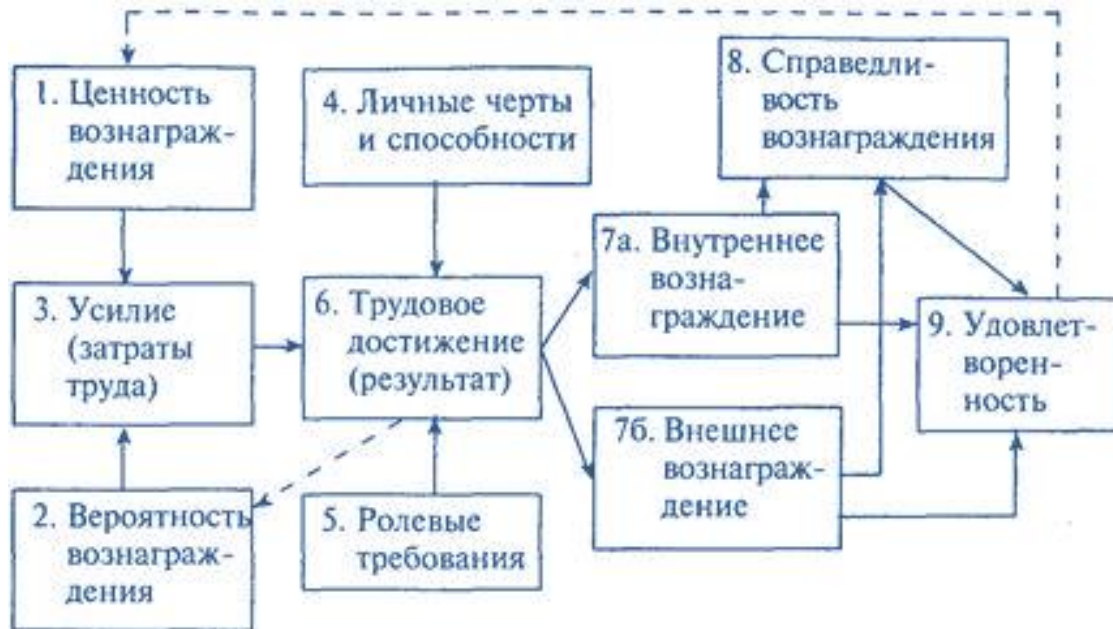 1. Ценность
вознаграж-
дения
4. Личные черты
и способности
8. Справедли-
вость
вознаграждения
3. Усилие
(затраты
труда)
6. Трудовое
достижение
(результат)
7а. Внутреннее
возна-
граждение
9. Удовлет-
ворен-
ность
2. Вероятность
вознаграж-
дения
5. Ролевые
требования
7б. Внешнее
вознаграж-
дение